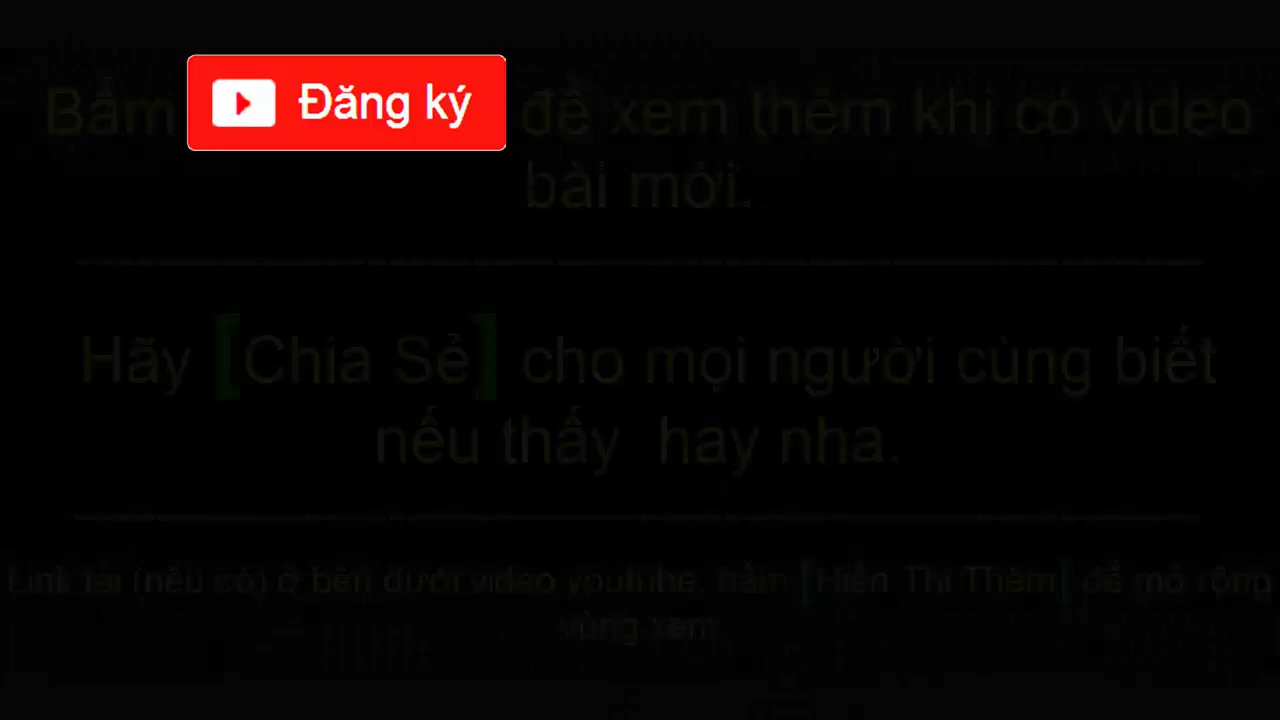 Bấm Đăng ký để xem thêm khi có video
bài mới.
Hãy [Chia Sẻ] cho mọi người cùng biết
nếu thấy hay nha.
Link tải (nếu có) ở bên dưới video youtube, bấm [Hiển Thị Thêm] để mở rộng
vùng xem